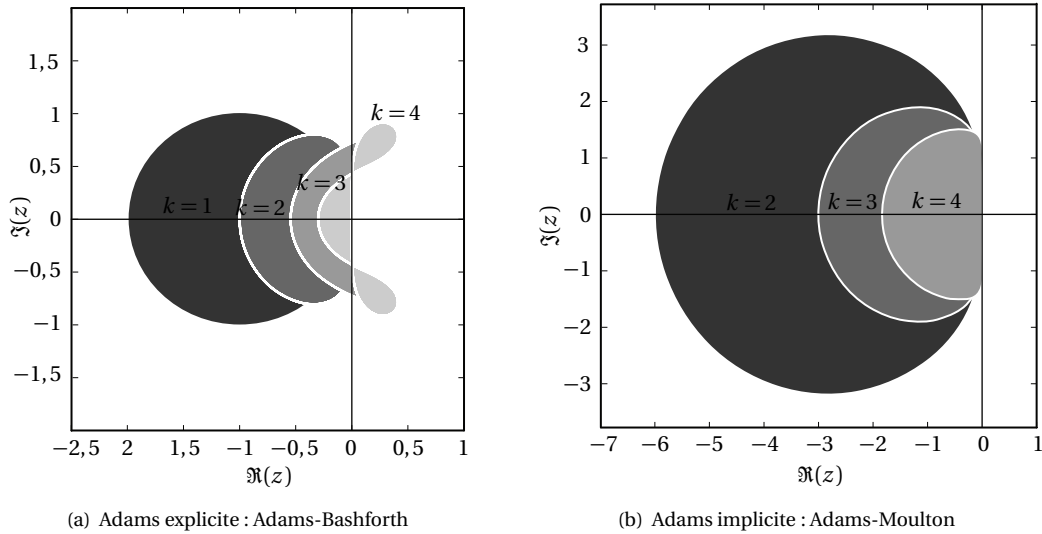 1,5
1
0,5
0
−0,5
−1
−1,5
ℑ(z)
k = 1
k = 2
k = 3
k = 4
−2,5 2 1,5 −1 −0,5 0 0,5 1
ℜ(z)
(a) Adams explicite : Adams-Bashforth
3
2
1
0
−1
−2
−3
ℑ(z)
k = 2
k = 3
k = 4
−7 −6 −5 −4 −3 −2 −1 0 1
ℜ(z)
(b) Adams implicite : Adams-Moulton